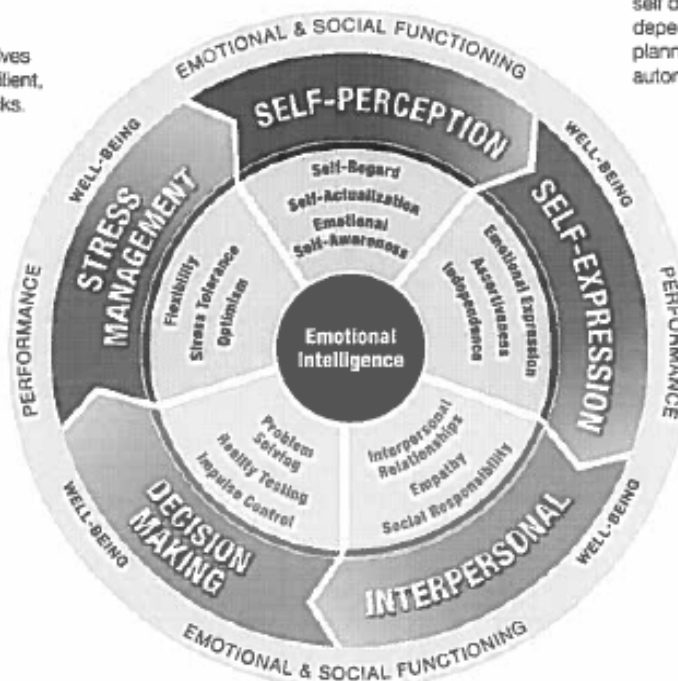 EMOTIONAL & SOCIAL FUNCTIONING
WELL-BEING
PERFORMANCE
WELL-BEING
EMOTIONAL & SOCIAL FUNCTIONING
WELL-BEING
PERFORMANCE
WELL-BEING
SELF-PERCEPTION
Self-Regard
Self-Actualization
Emotional
Self-Awareness
SELF-EXPRESSION
Emotional Expression
Assertiveness
Independence
INTERPERSONAL
Interpersonal
Relationships
Empathy
Social Responsibility
DECISION
MAKING
Problem
Solving
Reality Testing
Impulse Control
STRESS
MANAGEMENT
Flexibility
Stress Tolerance
Optimism
Emotional
Intelligence
self